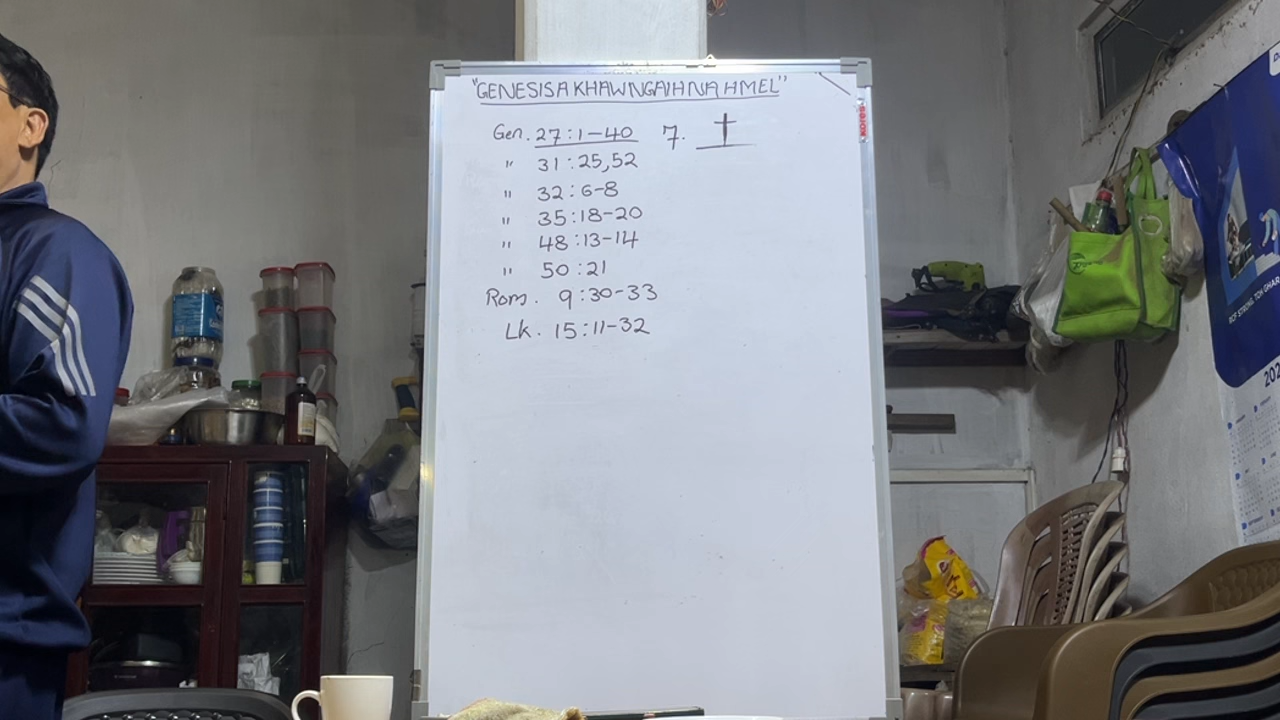 "GENESISA KHAWNGAIHNA HMEL"
Gen. 27:1-40 7. †
" 31:25,52
" 32:6-8
" 35:18-20
" 48:13-14
" 50:21
Rom. 9:30-33
Lk. 15:11-32